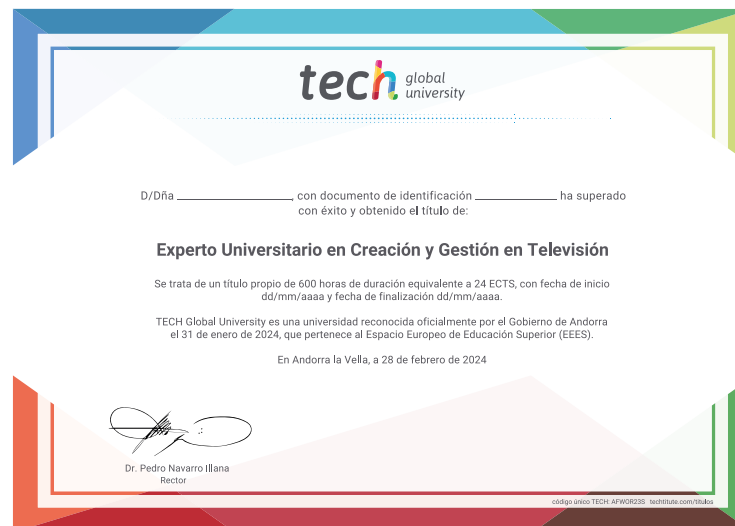 tech global
university
D/Dña ____________, con documento de identificación ____________ ha superado
con éxito y obtenido el título de:
Experto Universitario en Creación y Gestión en Televisión
Se trata de un título propio de 600 horas de duración equivalente a 24 ECTS, con fecha de inicio
dd/mm/aaaa y fecha de finalización dd/mm/aaaa.
TECH Global University es una universidad reconocida oficialmente por el Gobierno de Andorra
el 31 de enero de 2024, que pertenece al Espacio Europeo de Educación Superior (EEES).
En Andorra la Vella, a 28 de febrero de 2024
Dr. Pedro Navarro Illana
Rector
código único TECH: AFWOR23S techtitute.com/titulos